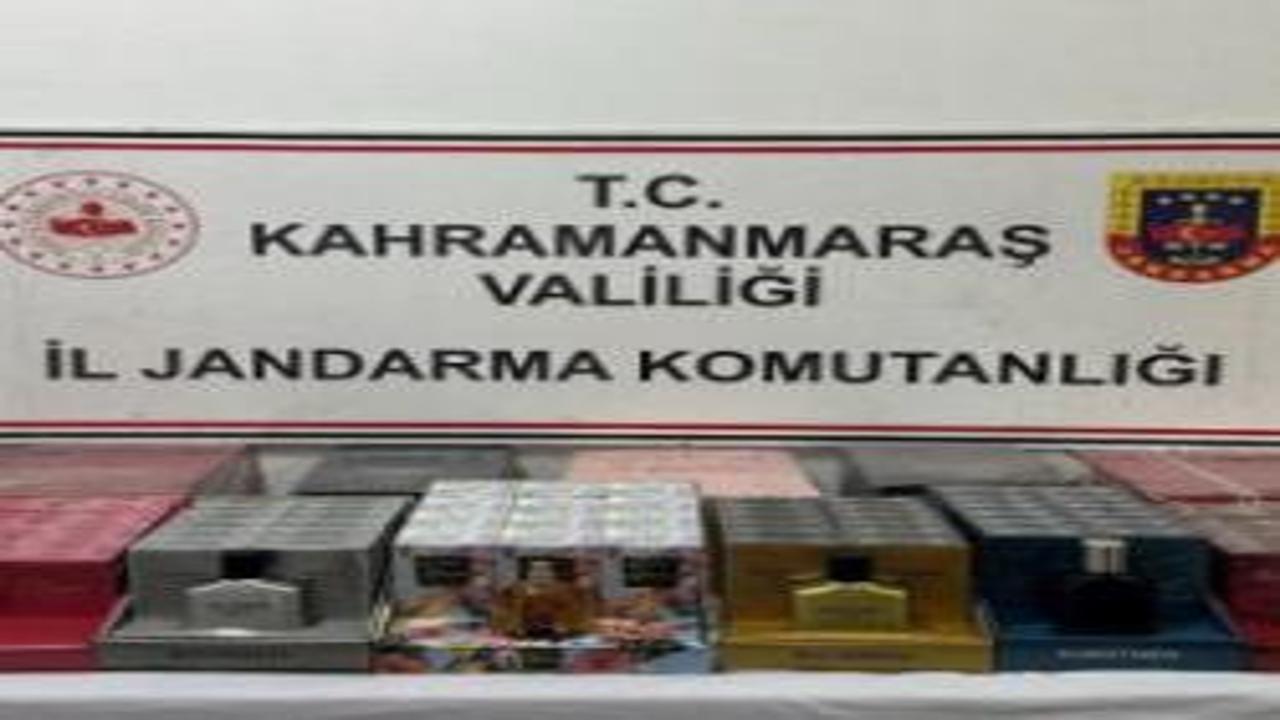 T.C.
KAHRAMANMARAŞ
VALİLİĞİ
İL JANDARMA KOMUTANLIĞI